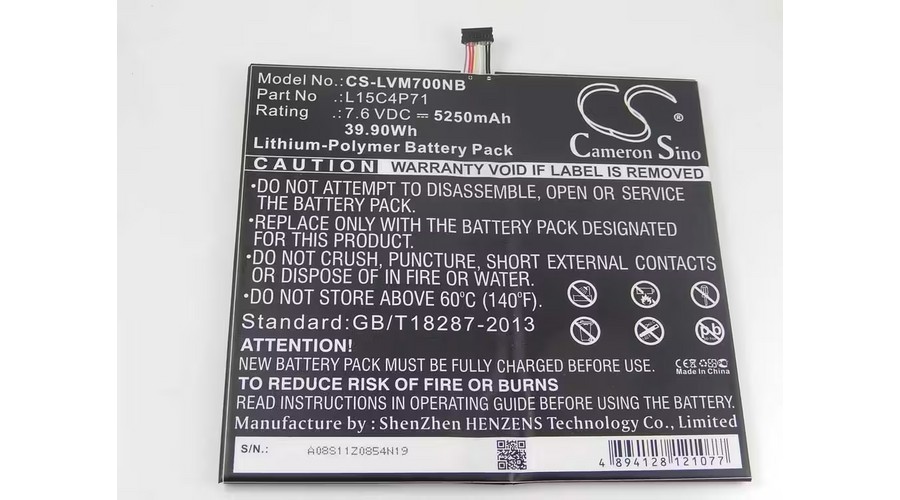 Model No.:CS-LVM700NB
Part No :L15C4P71
Rating :7.6 VDC ⎓ 5250mAh
39.90Wh
Lithium-Polymer Battery Pack
CS ®
Cameron Sino
CAUTION WARRANTY VOID IF LABEL IS REMOVED
•DO NOT ATTEMPT TO DISASSEMBLE, OPEN OR SERVICE
THE BATTERY PACK.
•REPLACE ONLY WITH THE BATTERY PACK DESIGNATED
FOR THIS PRODUCT.
•DO NOT CRUSH, PUNCTURE, SHORT EXTERNAL CONTACTS
OR DISPOSE OF IN FIRE OR WATER.
•DO NOT STORE ABOVE 60°C (140°F).
Standard:GB/T18287-2013
Pb
ATTENTION!
NEW BATTERY PACK MUST BE FULLY CHARGED BEFORE USE.
CE
Made In China
TO REDUCE RISK OF FIRE OR BURNS
READ INSTRUCTIONS IN OPERATING GUIDE BEFORE USING THE BATTERY.
Manufacture by : ShenZhen HENZENS Technology Co., Limited
S/N:
A08S11Z0854N19
4 894128 121077